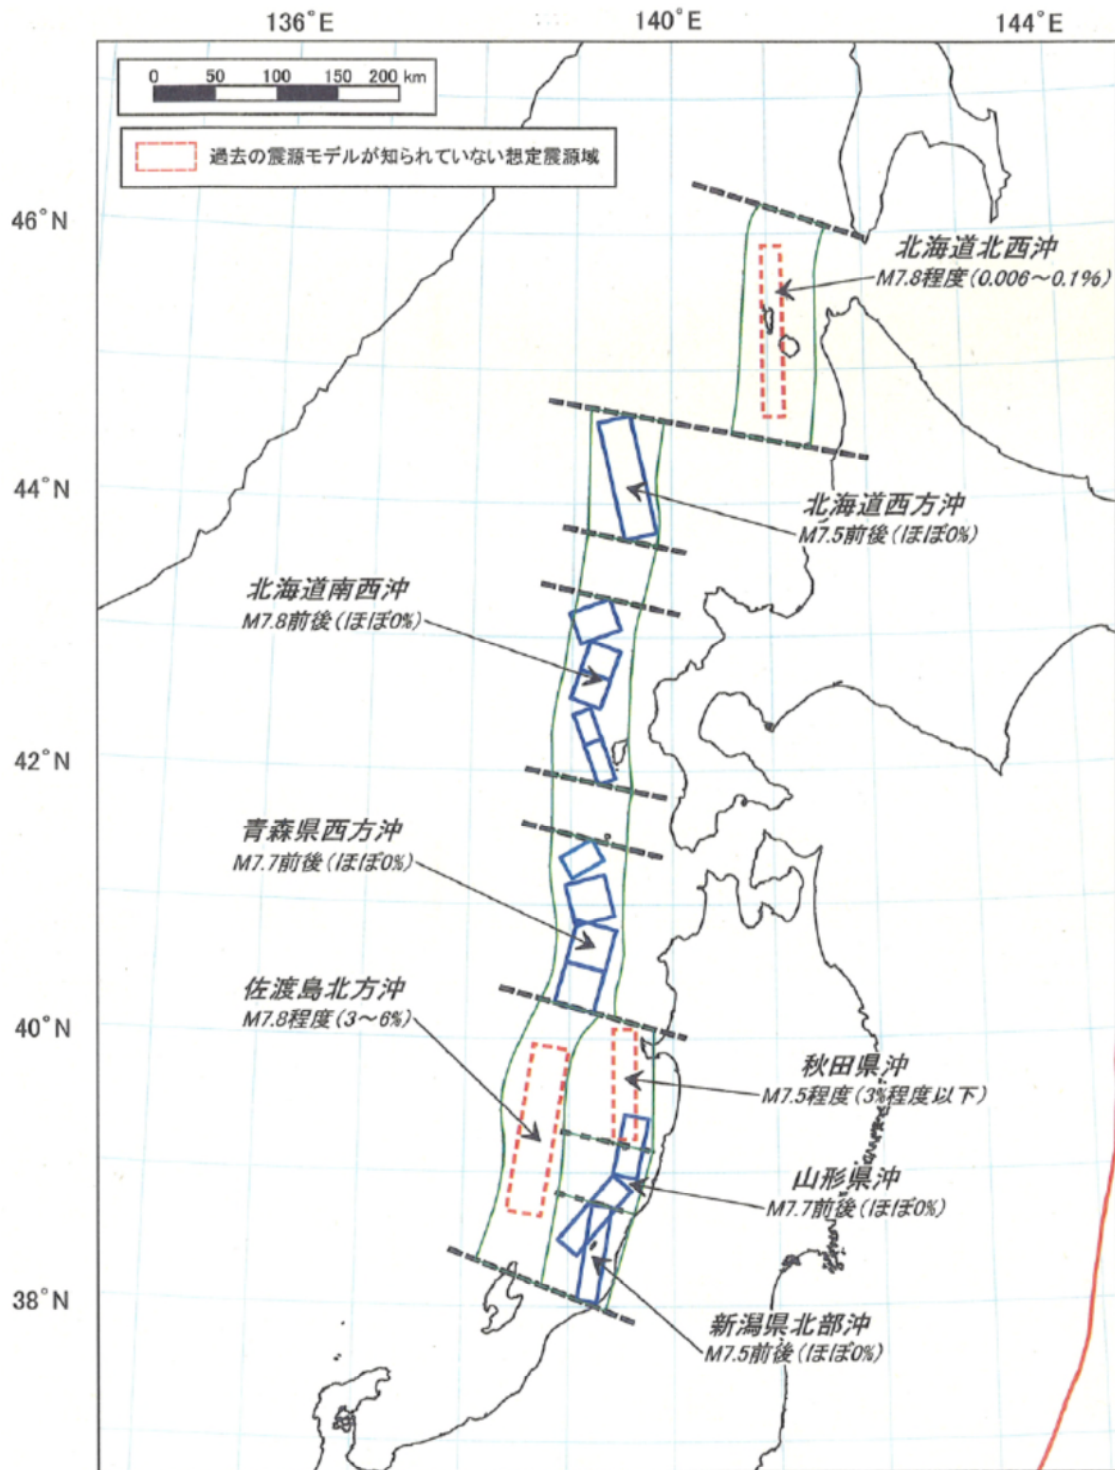 136°E 140°E 144°E
0 50 100 150 200 km
過去の震源モデルが知られていない想定震源域
46°N
北海道北西沖
M7.8程度(0.006～0.1%)
44°N
北海道西方沖
M7.5前後(ほぼ0%)
北海道南西沖
M7.8前後(ほぼ0%)
42°N
青森県西方沖
M7.7前後(ほぼ0%)
佐渡島北方沖
M7.8程度(3～6%)
40°N
秋田県沖
M7.5程度(3%程度以下)
山形県沖
M7.7前後(ほぼ0%)
38°N
新潟県北部沖
M7.5前後(ほぼ0%)